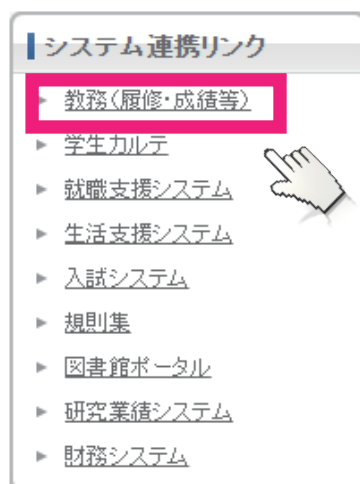 システム連携リンク
教務(履修・成績等)
学生カルテ
就職支援システム
生活支援システム
入試システム
規則集
図書館ポータル
研究業績システム
財務システム